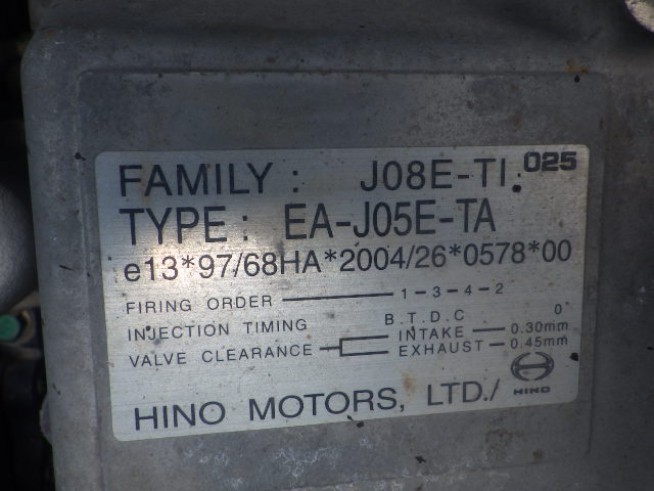 FAMILY : J08E-TI. 025
TYPE : EA-J05E-TA
e13*97/68HA*2004/26*0578*00
FIRING ORDER 1-3-4-2
INJECTION TIMING B.T.D.C 0
VALVE CLEARANCE INTAKE 0.30mm
EXHAUST 0.45mm
HINO MOTORS, LTD./ HINO